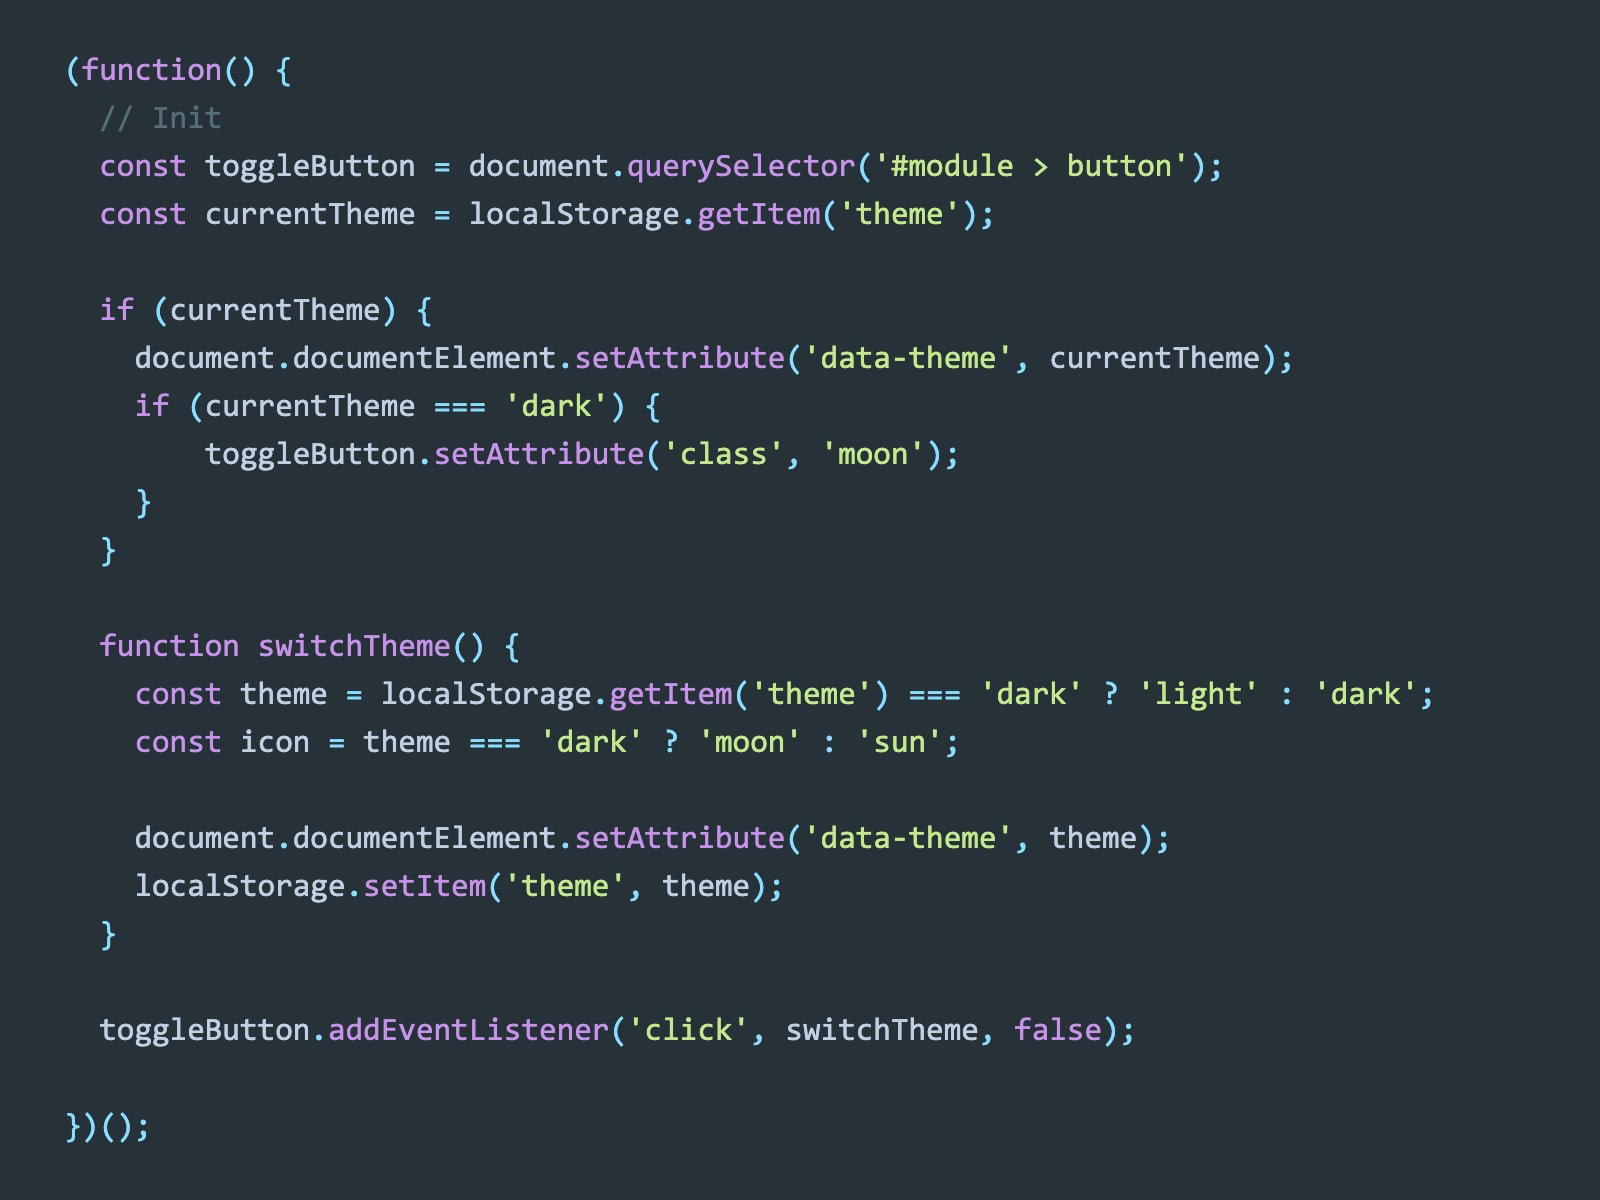 (function() {
  // Init
  const toggleButton = document.querySelector('#module > button');
  const currentTheme = localStorage.getItem('theme');

  if (currentTheme) {
    document.documentElement.setAttribute('data-theme', currentTheme);
    if (currentTheme === 'dark') {
        toggleButton.setAttribute('class', 'moon');
    }
  }

  function switchTheme() {
    const theme = localStorage.getItem('theme') === 'dark' ? 'light' : 'dark';
    const icon = theme === 'dark' ? 'moon' : 'sun';

    document.documentElement.setAttribute('data-theme', theme);
    localStorage.setItem('theme', theme);
  }

  toggleButton.addEventListener('click', switchTheme, false);

})();